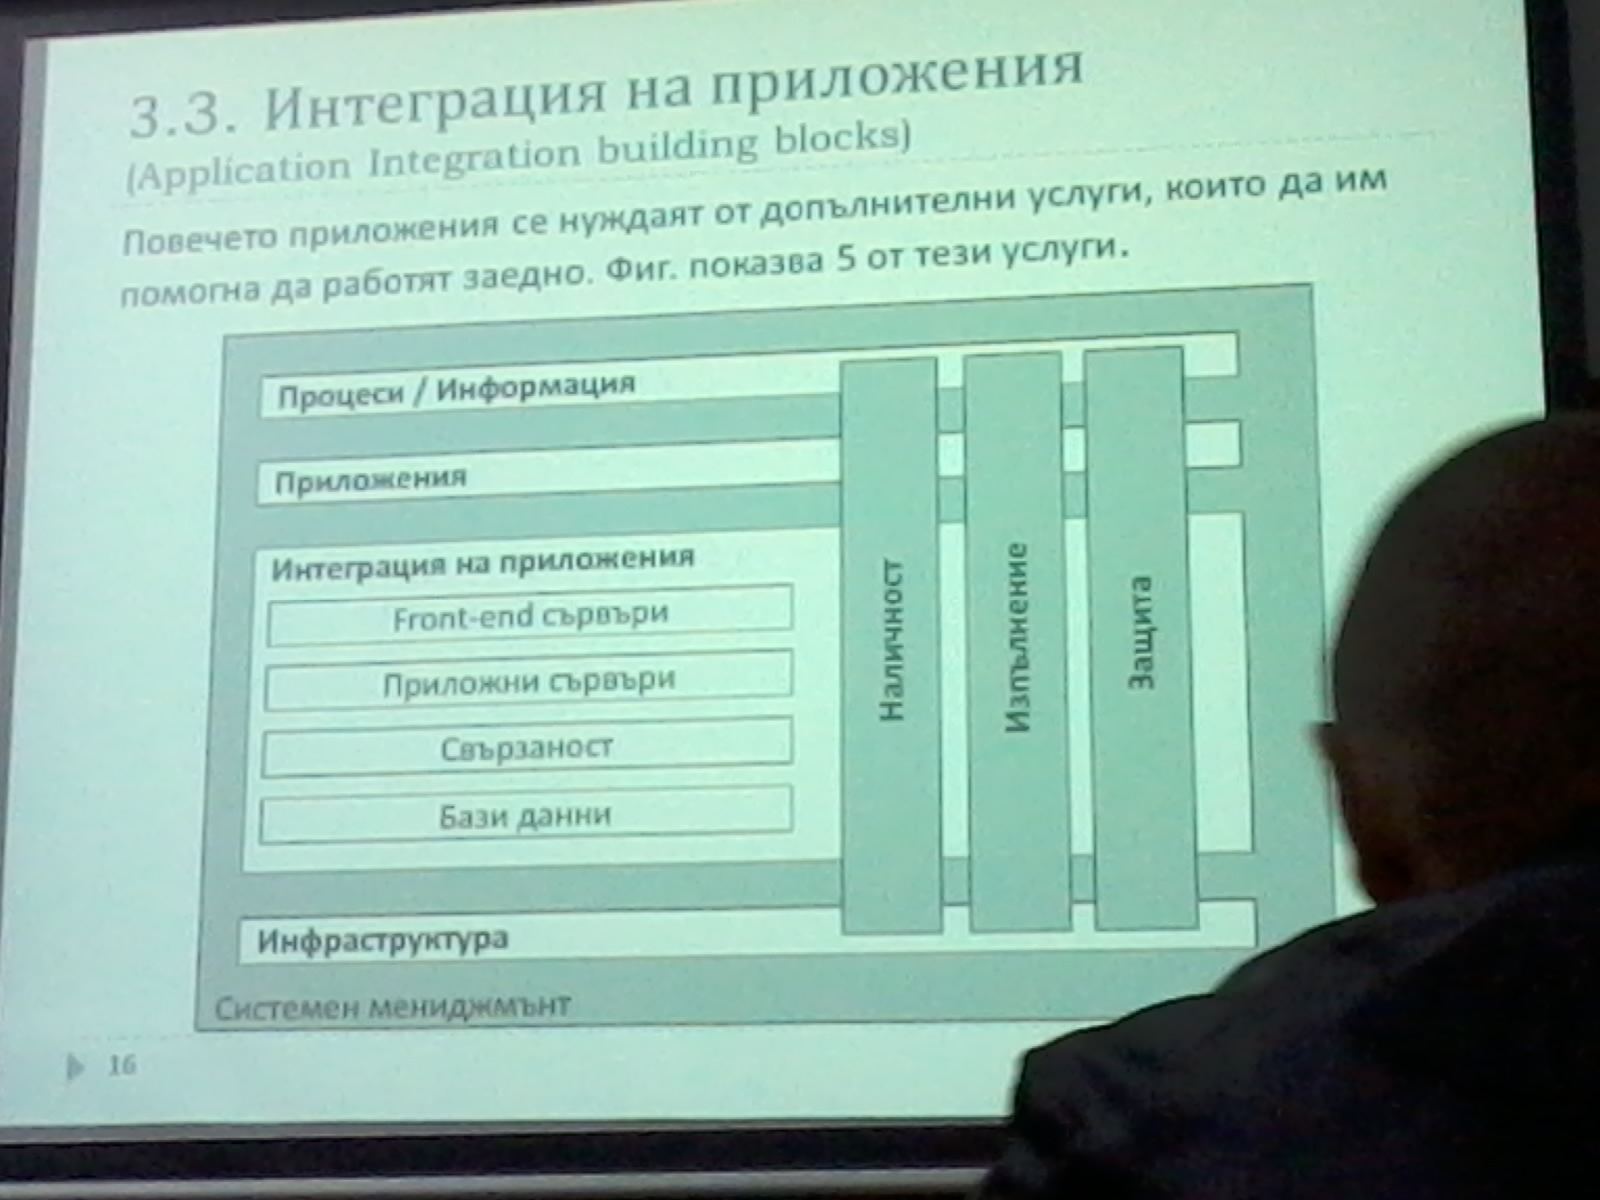 3.3. Интеграция на приложения
(Application Integration building blocks)
Повечето приложения се нуждаят от допълнителни услуги, които да им
помогна да работят заедно. Фиг. показва 5 от тези услуги.
Процеси / Информация
Приложения
Интеграция на приложения
Front-end сървъри
Приложни сървъри
Свързаност
Бази данни
Наличност
Изпълнение
Защита
Инфраструктура
Системен мениджмънт
16